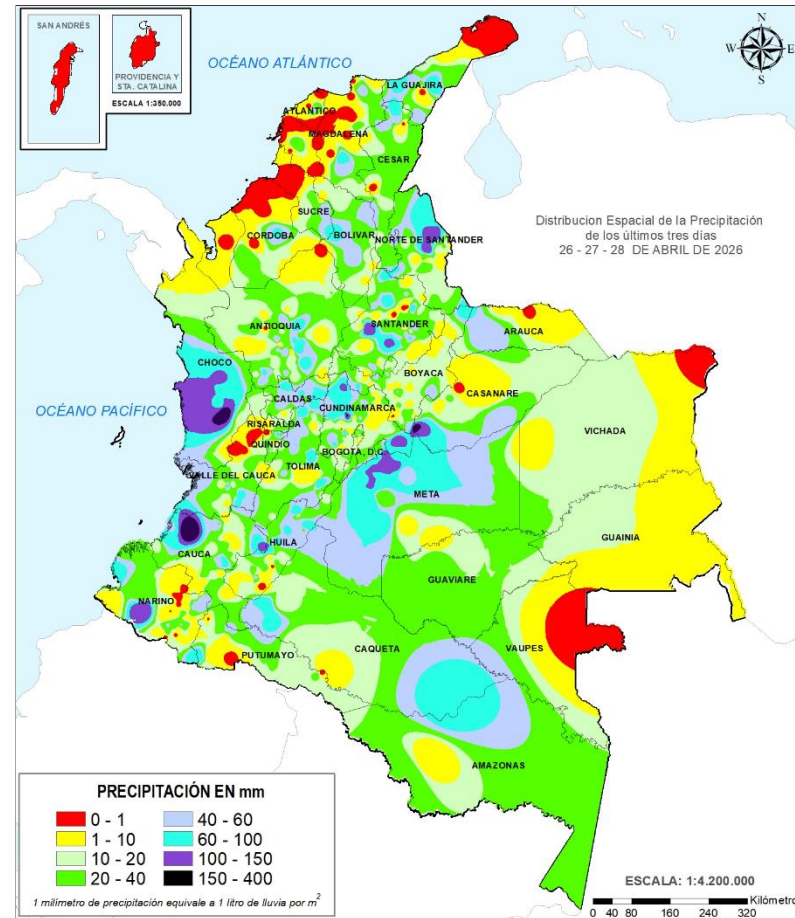 SAN ANDRÉS
PROVIDENCIA Y
STA. CATALINA
ESCALA 1:350.000
OCÉANO ATLÁNTICO
N
W
E
S
LA GUAJIRA
ATLANTICO
MAGDALENA
CESAR
SUCRE
CORDOBA
BOLIVAR
NORTE DE SANTANDER
Distribucion Espacial de la Precipitación
de los últimos tres días
26 - 27 - 28 DE ABRIL DE 2026
ANTIOQUIA
SANTANDER
ARAUCA
CHOCO
BOYACA
CASANARE
OCÉANO PACÍFICO
CALDAS
CUNDINAMARCA
VICHADA
RISARALDA
QUINDIO
BOGOTA, D.C.
TOLIMA
VALLE DEL CAUCA
META
GUAINIA
CAUCA
HUILA
GUAVIARE
NARINO
VAUPES
CAQUETA
PUTUMAYO
AMAZONAS
PRECIPITACIÓN EN mm
0 - 1
40 - 60
1 - 10
60 - 100
10 - 20
100 - 150
20 - 40
150 - 400
1 milímetro de precipitación equivale a 1 litro de lluvia por m²
ESCALA: 1:4.200.000
Kilómetro
0 40 80 160 240 320